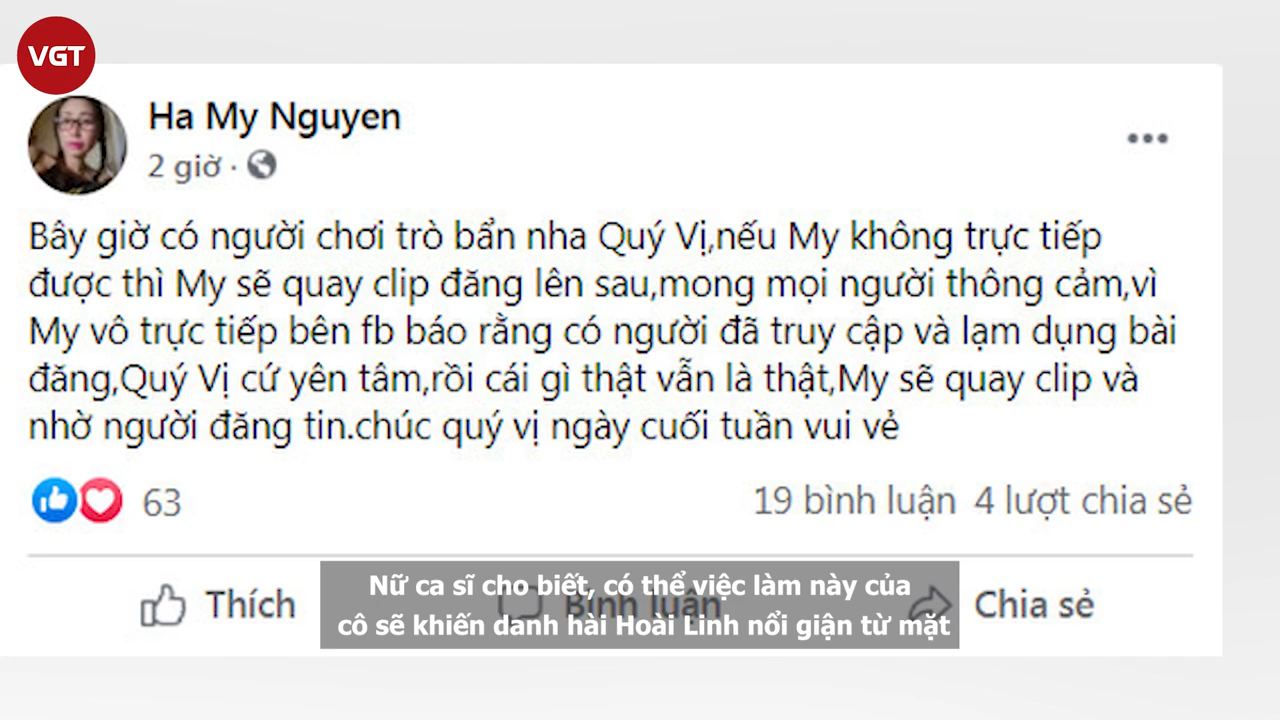 VGT
Ha My Nguyen
2 giờ ·
Bây giờ có người chơi trò bẩn nha Quý Vị,nếu My không trực tiếp
được thì My sẽ quay clip đăng lên sau,mong mọi người thông cảm,vì
My vô trực tiếp bên fb báo rằng có người đã truy cập và lạm dụng bài
đăng,Quý Vị cứ yên tâm,rồi cái gì thật vẫn là thật,My sẽ quay clip và
nhờ người đăng tin.chúc quý vị ngày cuối tuần vui vẻ
63 19 bình luận 4 lượt chia sẻ
Thích Bình luận Chia sẻ
Nữ ca sĩ cho biết, có thể việc làm này của
cô sẽ khiến danh hài Hoài Linh nổi giận từ mặt